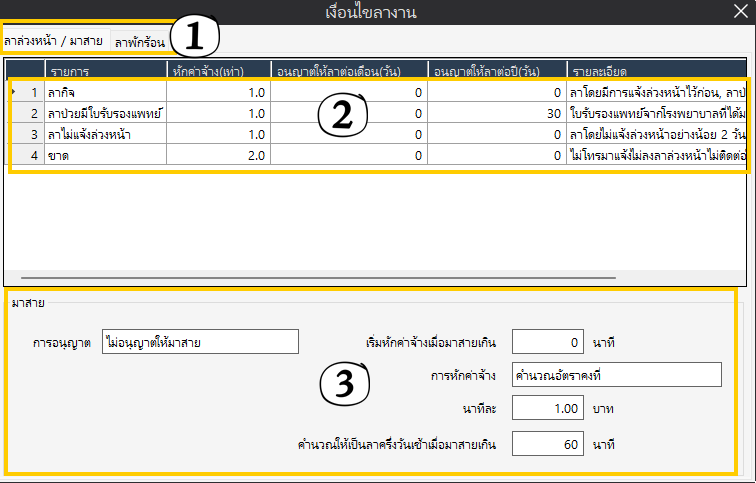 เงื่อนไขลางาน
ลาล่วงหน้า / มาสาย ลาพักร้อน 1
รายการ หักค่าจ้าง(เท่า) อนุญาตให้ลาต่อเดือน(วัน) อนุญาตให้ลาต่อปี(วัน) รายละเอียด
1 ลากิจ 1.0 0 0 ลาโดยมีการแจ้งล่วงหน้าไว้ก่อน, ลาป่
2 ลาป่วยมีใบรับรองแพทย์ 1.0 0 30 ใบรับรองแพทย์จากโรงพยาบาลที่ได้ม
2
3 ลาไม่แจ้งล่วงหน้า 1.0 0 0 ลาโดยไม่แจ้งล่วงหน้าอย่างน้อย 2 วัน
4 ขาด 2.0 0 0 ไม่โทรมาแจ้งไม่ลงลาล่วงหน้าไม่ติดต่อ
มาสาย
การอนุญาต ไม่อนุญาตให้มาสาย เริ่มหักค่าจ้างเมื่อมาสายเกิน 0 นาที
3 การหักค่าจ้าง คำนวณอัตราคงที่
นาทีละ 1.00 บาท
คำนวณให้เป็นลาครึ่งวันเช้าเมื่อมาสายเกิน 60 นาที